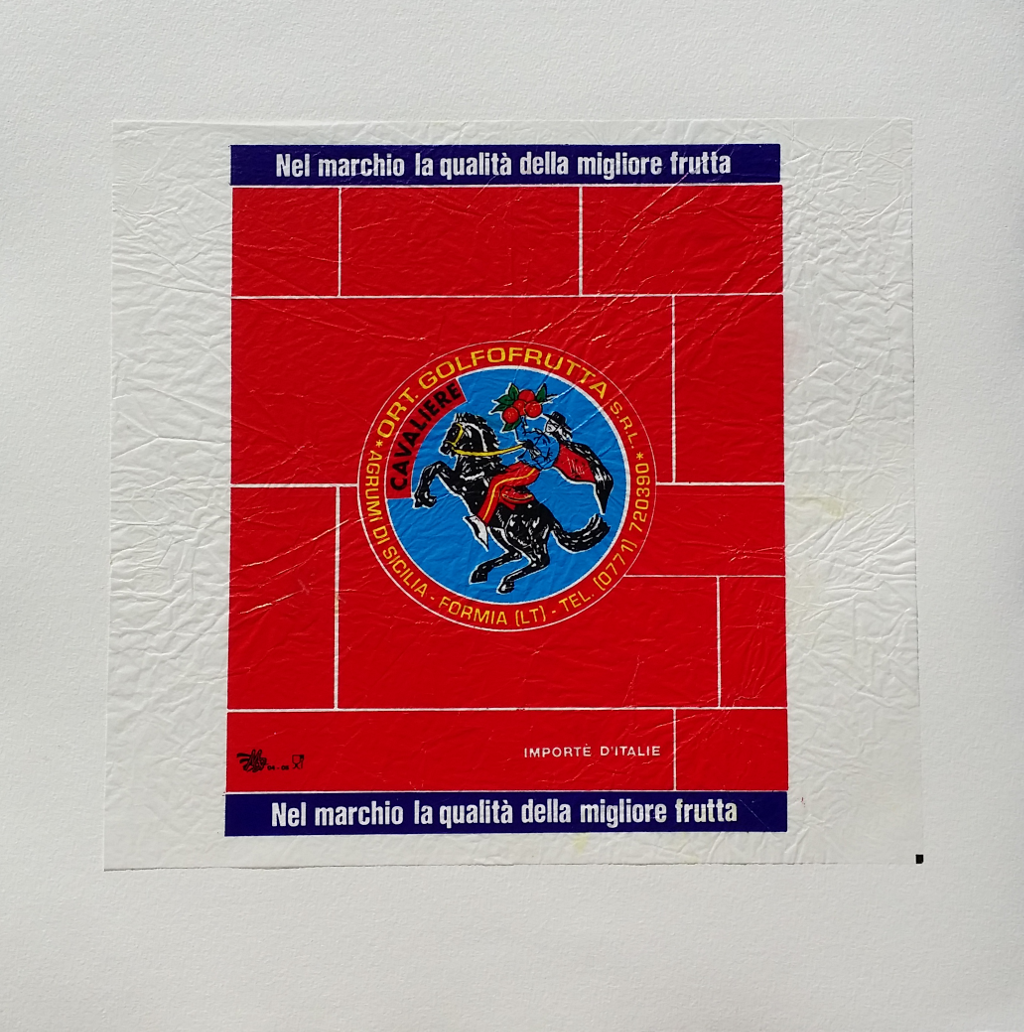 Nel marchio la qualità della migliore frutta
* ORT. GOLFOFRUTTA S.R.L. *
CAVALIERE
AGRUMI DI SICILIA - FORMIA (LT) - TEL. (0771) 720390
IMPORTÈ D'ITALIE
Nel marchio la qualità della migliore frutta